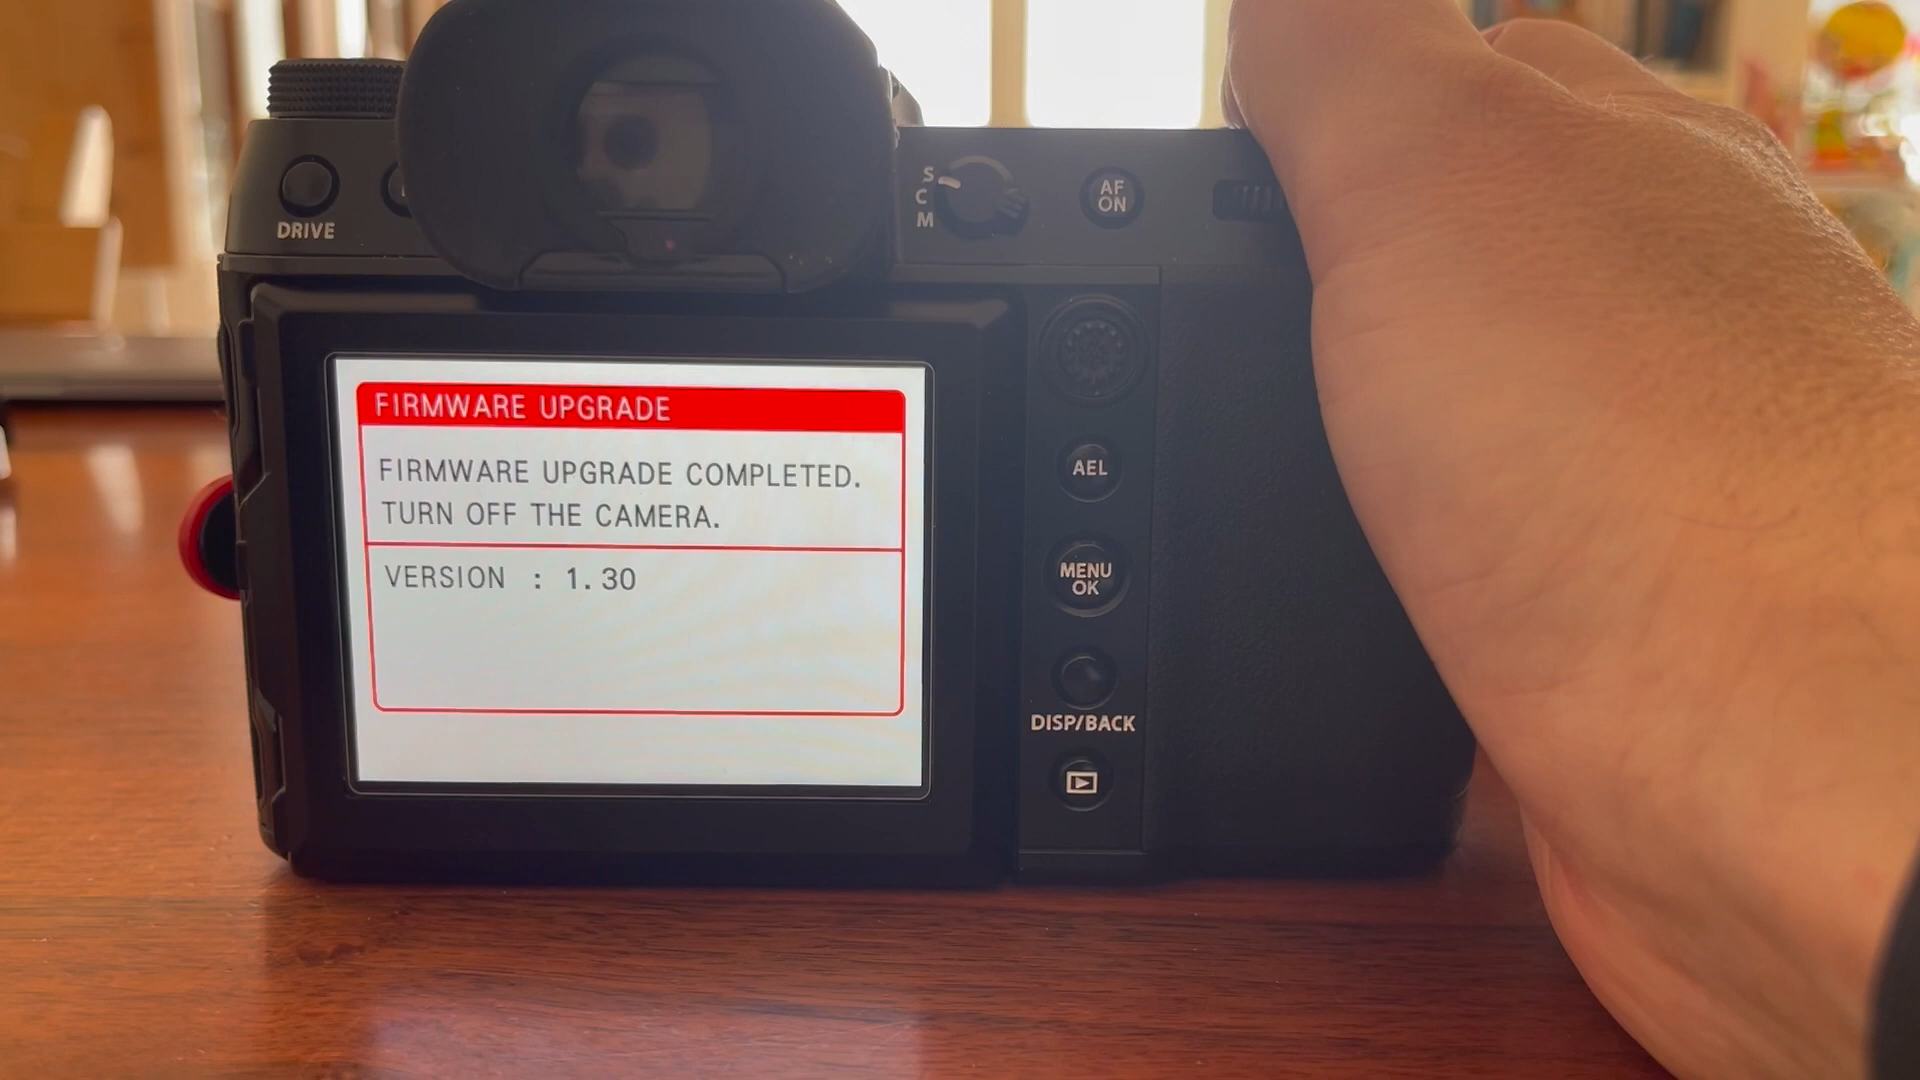 DRIVE
S
C
M
AF
ON
FIRMWARE UPGRADE
FIRMWARE UPGRADE COMPLETED.
TURN OFF THE CAMERA.
VERSION : 1.30
AEL
MENU
OK
DISP/BACK